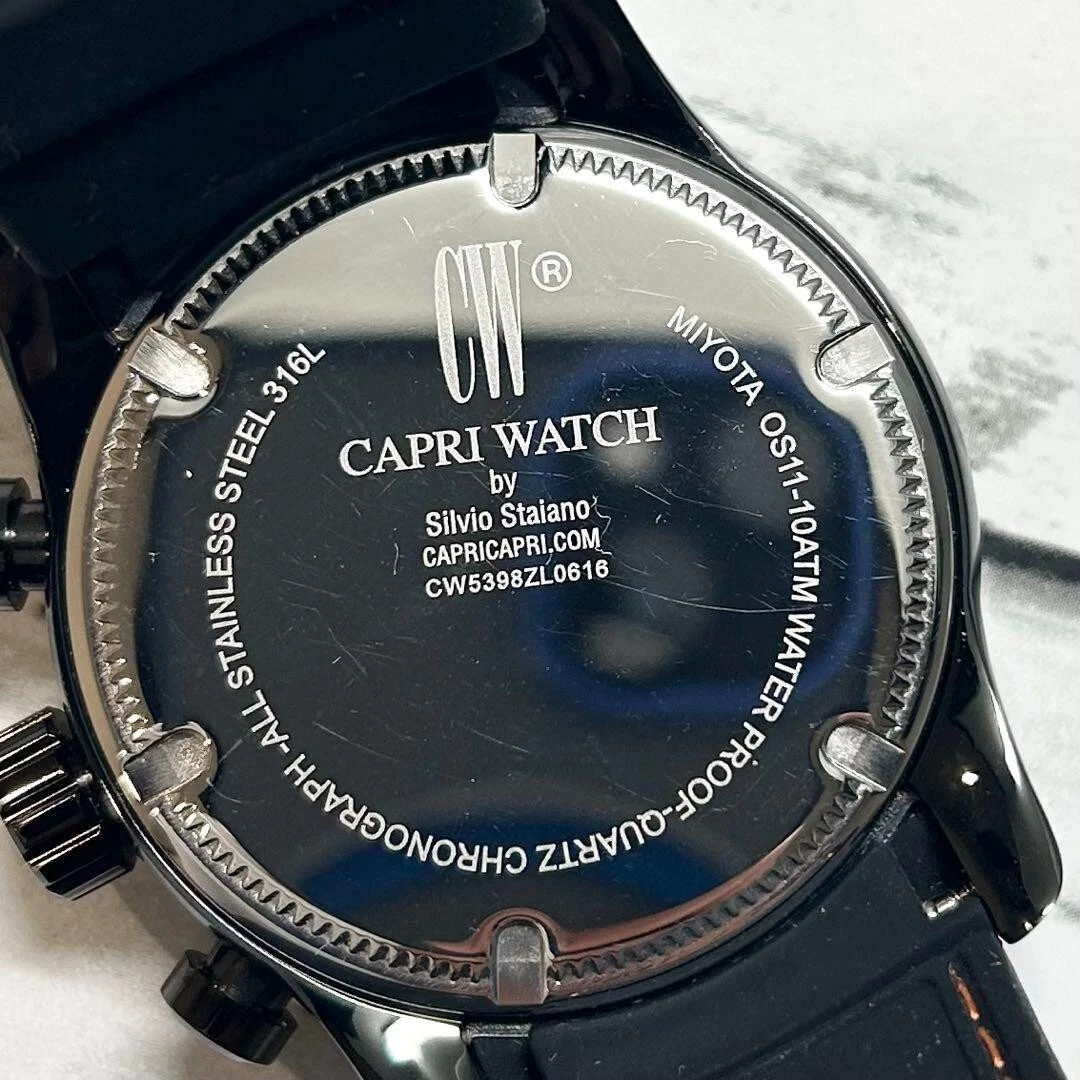 CW®
CAPRI WATCH
by
Silvio Staiano
CAPRICAPRI.COM
CW5398ZL0616
MIYOTA OS11-10ATM WATER PROOF-QUARTZ CHRONOGRAPH-ALL STAINLESS STEEL 316L